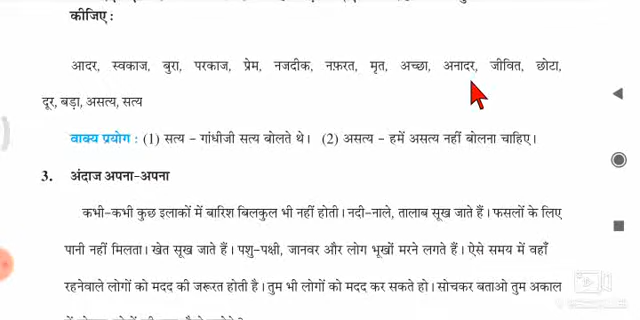 कीजिए :
आदर, स्वकाज, बुरा, परकाज, प्रेम, नजदीक, नफ़रत, मृत, अच्छा, अनादर, जीवित, छोटा,
दूर, बड़ा, असत्य, सत्य
वाक्य प्रयोग : (1) सत्य – गांधीजी सत्य बोलते थे। (2) असत्य – हमें असत्य नहीं बोलना चाहिए।
3. अंदाज अपना-अपना
कभी-कभी कुछ इलाकों में बारिश बिलकुल भी नहीं होती। नदी-नाले, तालाब सूख जाते हैं। फसलों के लिए
पानी नहीं मिलता। खेत सूख जाते हैं। पशु-पक्षी, जानवर और लोग भूखों मरने लगते हैं। ऐसे समय में वहाँ
रहनेवाले लोगों को मदद की जरूरत होती है। तुम भी लोगों को मदद कर सकते हो। सोचकर बताओ तुम अकाल